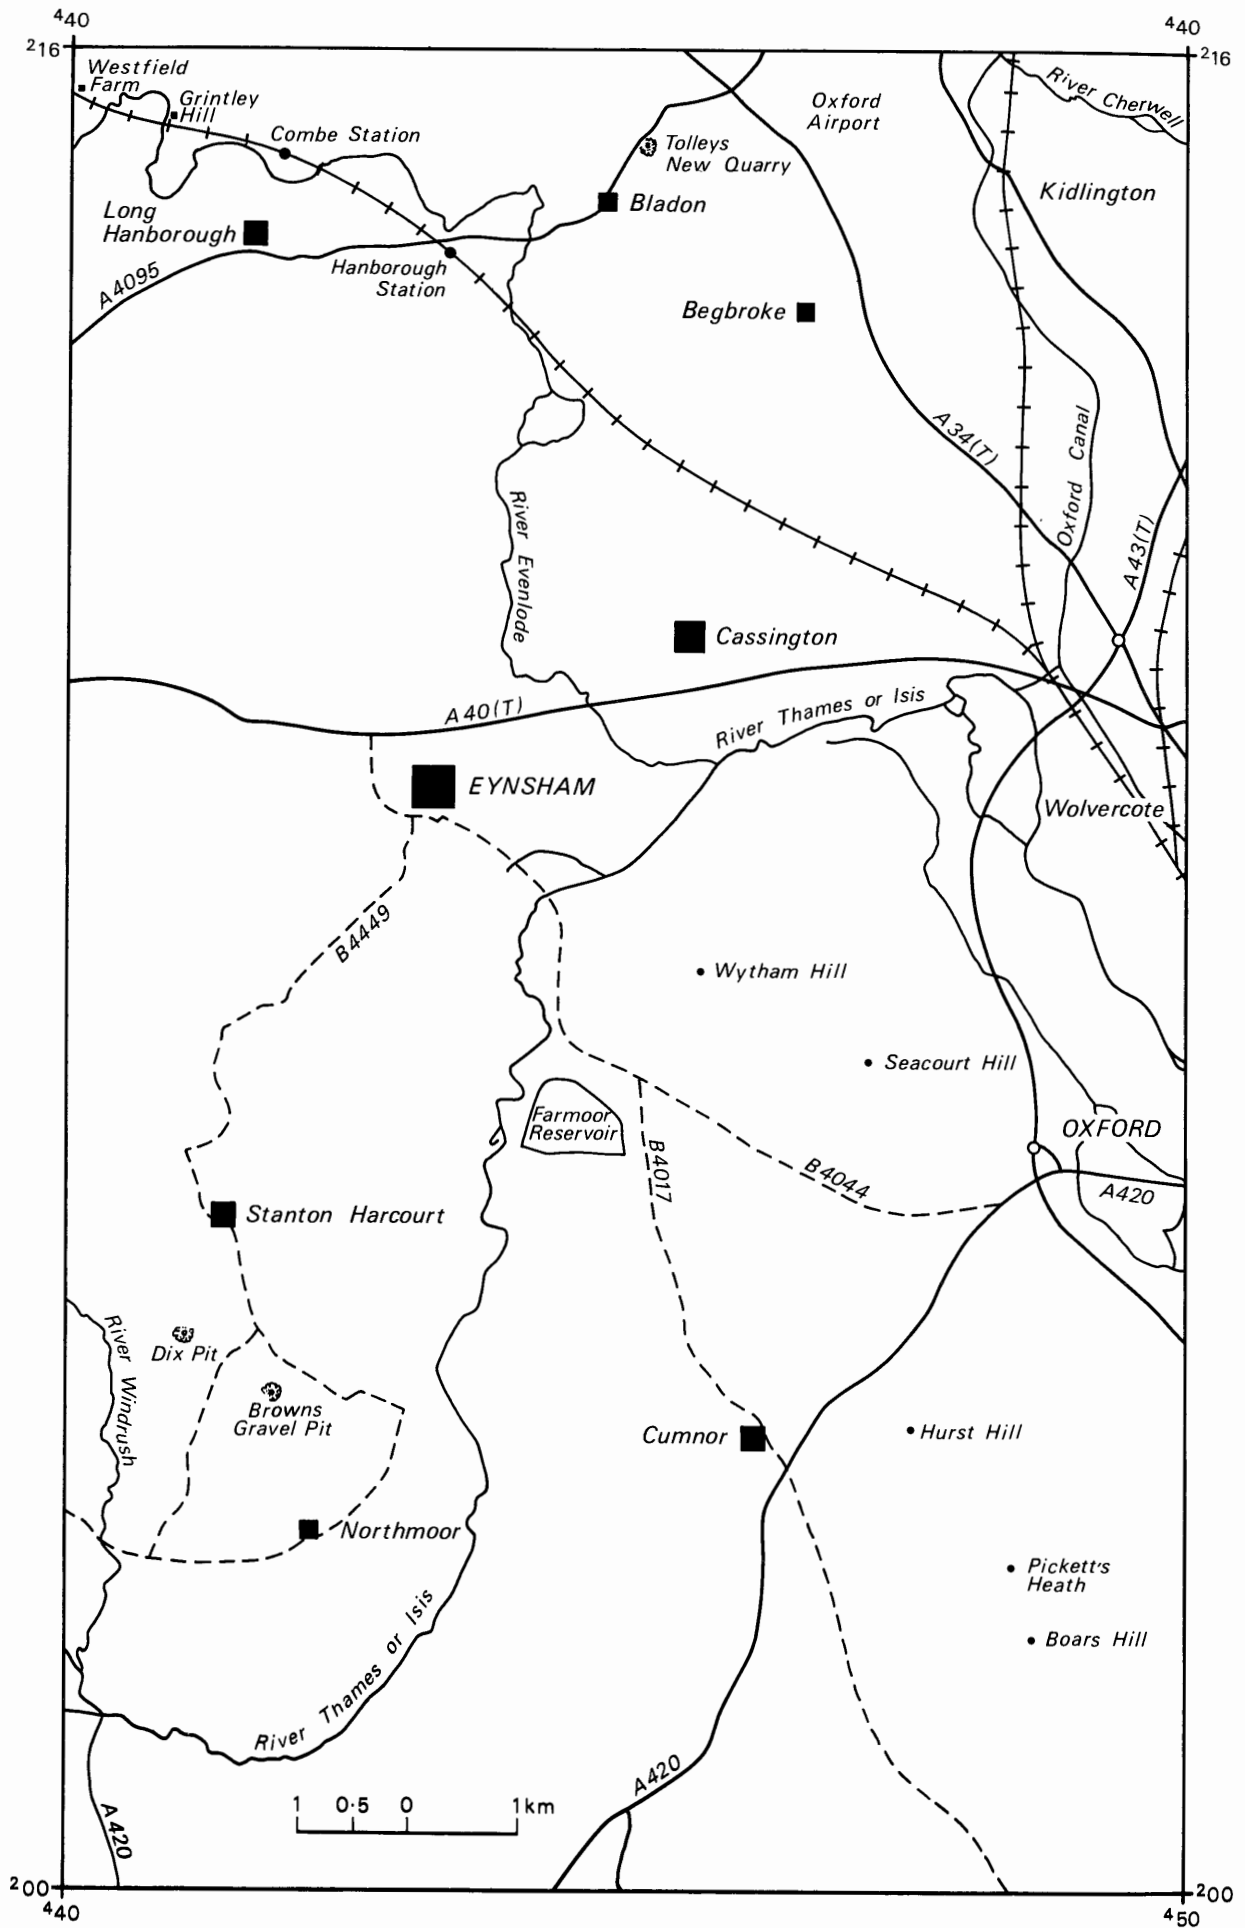 440
440
216
216
Westfield
Farm
Grintley
Hill
Combe Station
Oxford
Airport
River Cherwell
Tolleys
New Quarry
Kidlington
Long
Hanborough
Bladon
A4095
Hanborough
Station
Begbroke
A34(T)
Oxford Canal
A43(T)
River Evenlode
Cassington
A40(T)
River Thames or Isis
EYNSHAM
Wolvercote
B4449
Wytham Hill
Seacourt Hill
Farmoor
Reservoir
OXFORD
B4017
B4044
A420
Stanton Harcourt
River Windrush
Dix Pit
Browns
Gravel Pit
Cumnor
Hurst Hill
Northmoor
Pickett's
Heath
River Thames or Isis
Boars Hill
A420
A420
1 0·5 0 1km
200
200
440
450